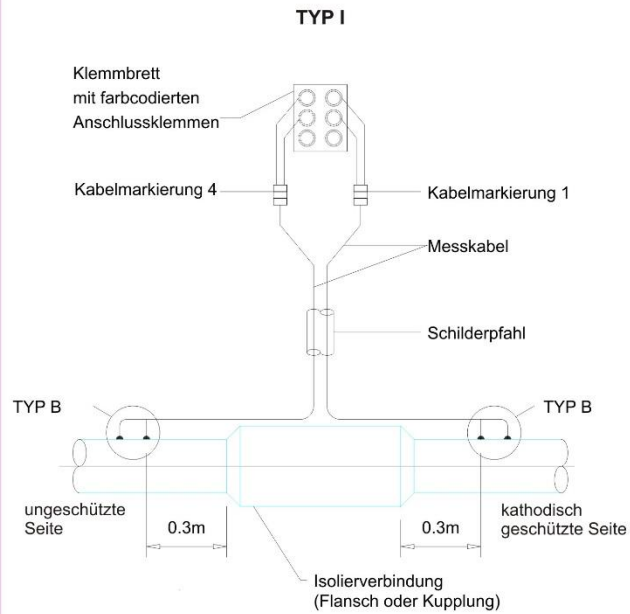 TYP I
Klemmbrett
mit farbcodierten
Anschlussklemmen
Kabelmarkierung 4
Kabelmarkierung 1
Messkabel
Schilderpfahl
TYP B
TYP B
ungeschützte
Seite
0.3m
0.3m
kathodisch
geschützte Seite
Isolierverbindung
(Flansch oder Kupplung)